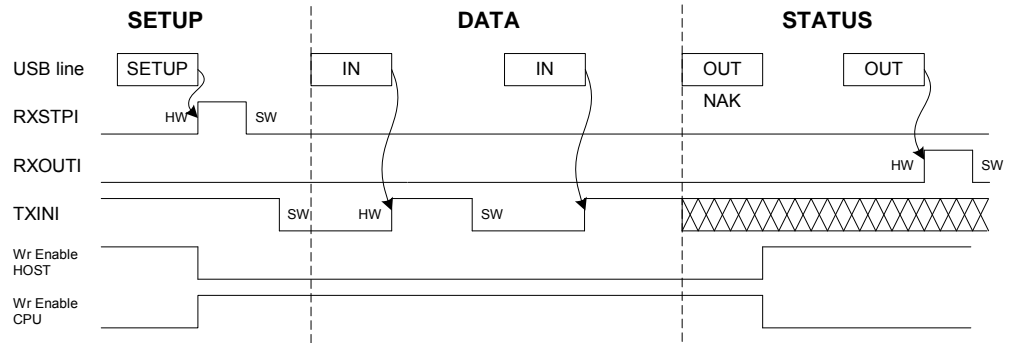 SETUP DATA STATUS
USB line SETUP IN IN OUT OUT
NAK
RXSTPI HW SW
RXOUTI HW SW
TXINI SW HW SW
Wr Enable
HOST
Wr Enable
CPU